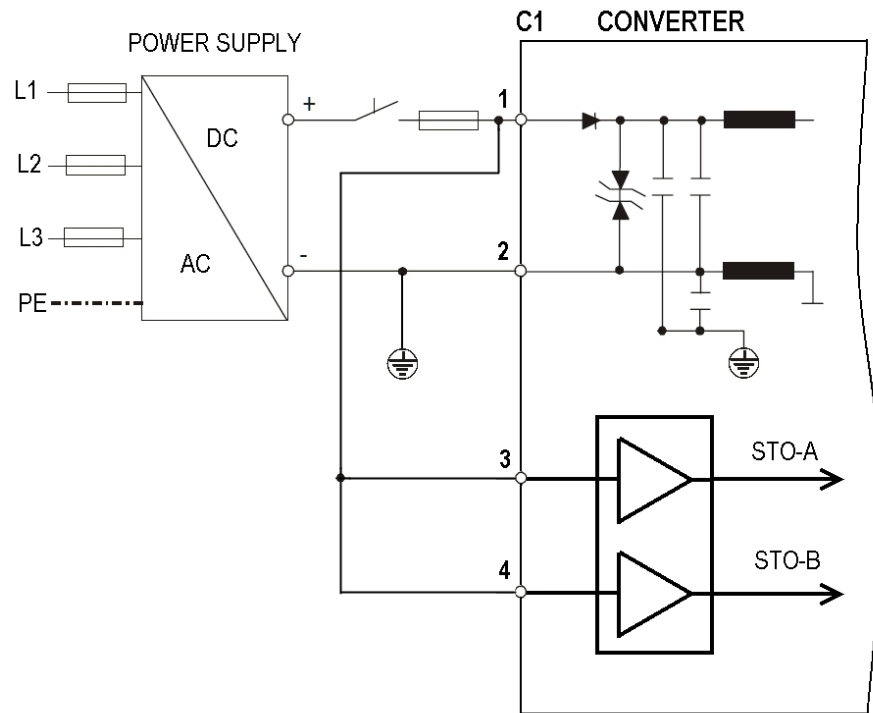 C1 CONVERTER
POWER SUPPLY
L1
+
1
DC
L2
L3
-
2
AC
PE
3
STO-A
4
STO-B